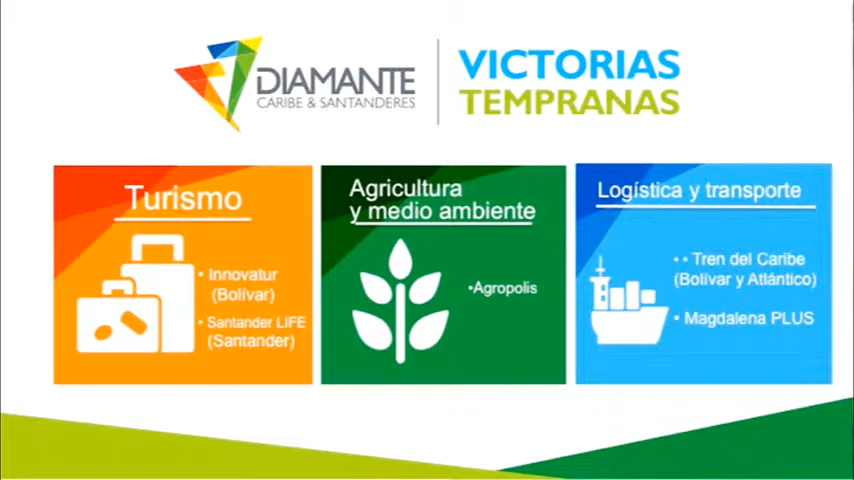 DIAMANTE
CARIBE & SANTANDERES
VICTORIAS
TEMPRANAS
Turismo
• Innovatur
(Bolívar)
• Santander LIFE
(Santander)
Agricultura
y medio ambiente
•Agropolis
Logística y transporte
• • Tren del Caribe
(Bolívar y Atlántico)
• Magdalena PLUS